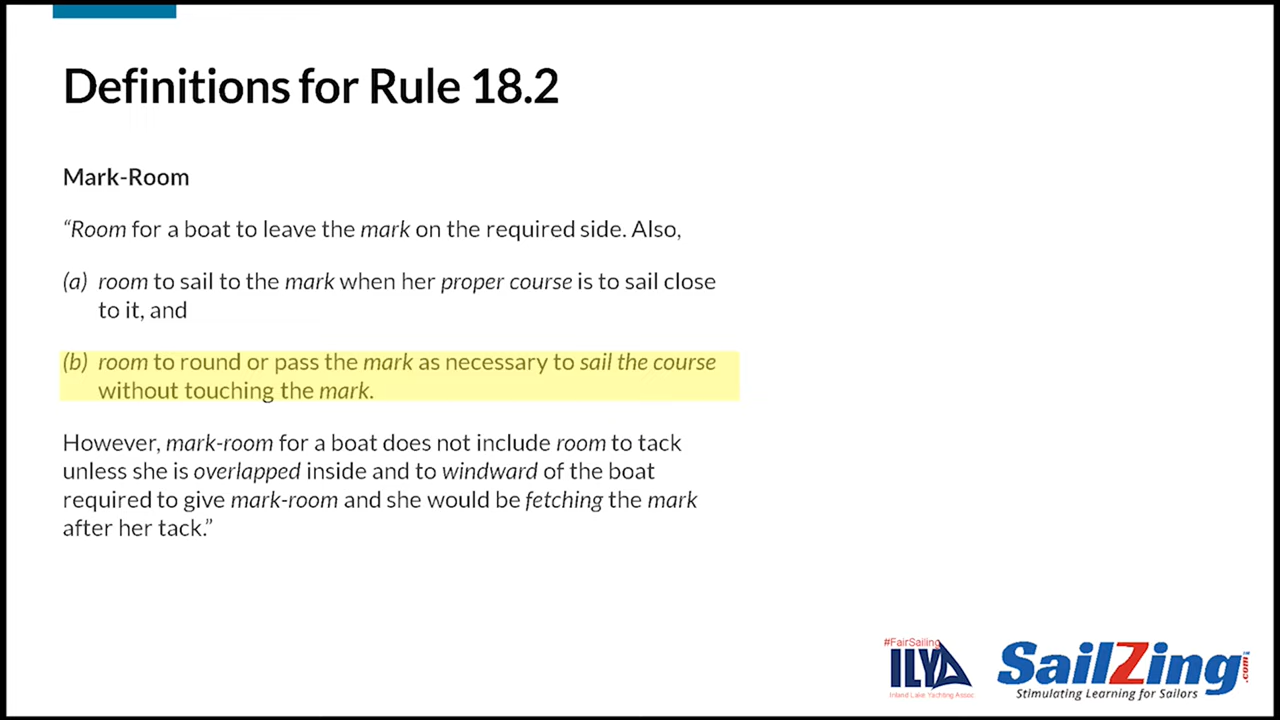 Definitions for Rule 18.2
Mark-Room
“Room for a boat to leave the mark on the required side. Also,
(a) room to sail to the mark when her proper course is to sail close
to it, and
(b) room to round or pass the mark as necessary to sail the course
without touching the mark.
However, mark-room for a boat does not include room to tack
unless she is overlapped inside and to windward of the boat
required to give mark-room and she would be fetching the mark
after her tack.”
#FairSailing
ILYA
Inland Lake Yachting Assoc
SailZing.com
Stimulating Learning for Sailors